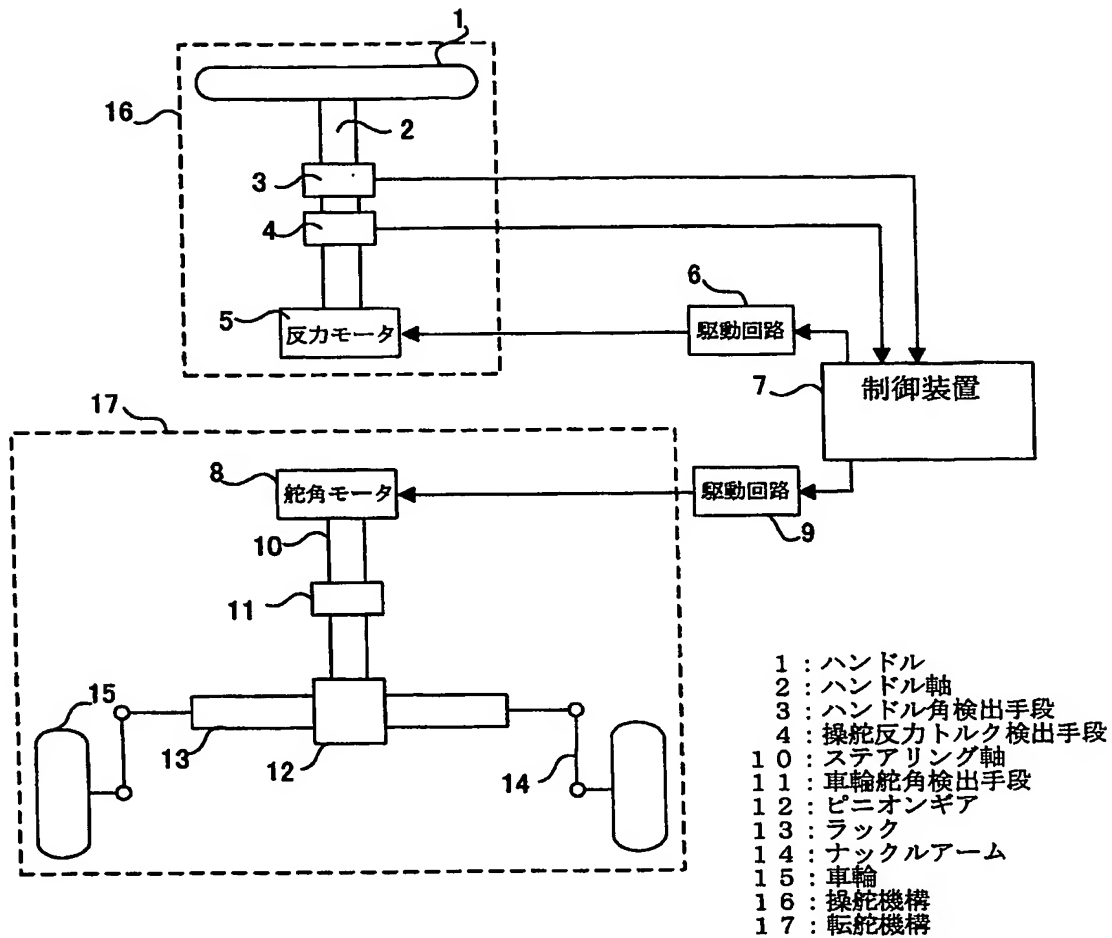 1
16
2
3
4
6
5
反力モータ
駆動回路
7
制御装置
17
8
舵角モータ
駆動回路
9
10
11
15
13
12
14
1:ハンドル
2:ハンドル軸
3:ハンドル角検出手段
4:操舵反力トルク検出手段
10:ステアリング軸
11:車輪舵角検出手段
12:ピニオンギア
13:ラック
14:ナックルアーム
15:車輪
16:操舵機構
17:転舵機構